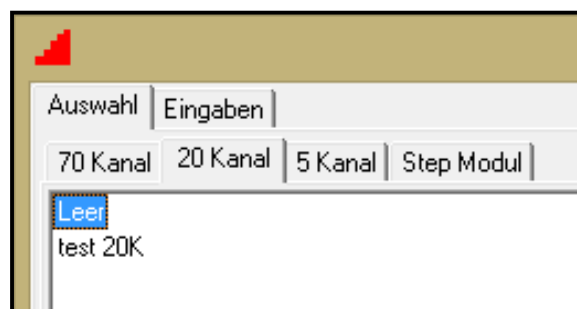 Auswahl Eingaben
70 Kanal 20 Kanal 5 Kanal Step Modul
Leer
test 20K